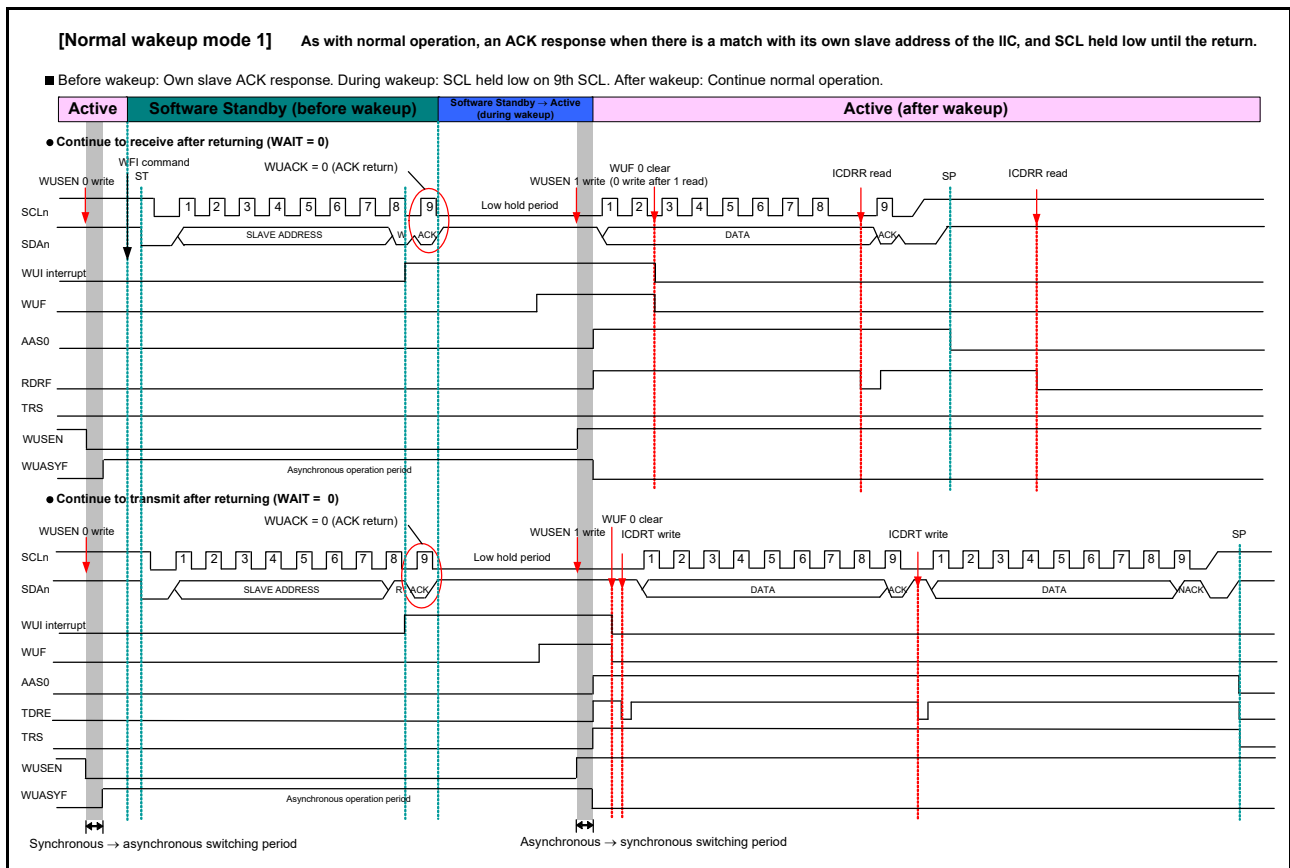 [Normal wakeup mode 1] As with normal operation, an ACK response when there is a match with its own slave address of the IIC, and SCL held low until the return.
■ Before wakeup: Own slave ACK response. During wakeup: SCL held low on 9th SCL. After wakeup: Continue normal operation.
Active
Software Standby (before wakeup)
Software Standby → Active
(during wakeup)
Active (after wakeup)
● Continue to receive after returning (WAIT = 0)
WFI command
ST
WUSEN 0 write
WUACK = 0 (ACK return)
WUSEN 1 write
WUF 0 clear
(0 write after 1 read)
ICDRR read
SP
ICDRR read
SCLn
1 2 3 4 5 6 7 8 9
Low hold period
1 2 3 4 5 6 7 8 9
SDAn
SLAVE ADDRESS
W
ACK
DATA
ACK
WUI interrupt
WUF
AAS0
RDRF
TRS
WUSEN
WUASYF
Asynchronous operation period
● Continue to transmit after returning (WAIT = 0)
WUSEN 0 write
WUACK = 0 (ACK return)
WUSEN 1 write
WUF 0 clear
ICDRT write
ICDRT write
SP
SCLn
1 2 3 4 5 6 7 8 9
Low hold period
1 2 3 4 5 6 7 8 9
1 2 3 4 5 6 7 8 9
SDAn
SLAVE ADDRESS
R
ACK
DATA
ACK
DATA
NACK
WUI interrupt
WUF
AAS0
TDRE
TRS
WUSEN
WUASYF
Asynchronous operation period
Synchronous → asynchronous switching period
Asynchronous → synchronous switching period